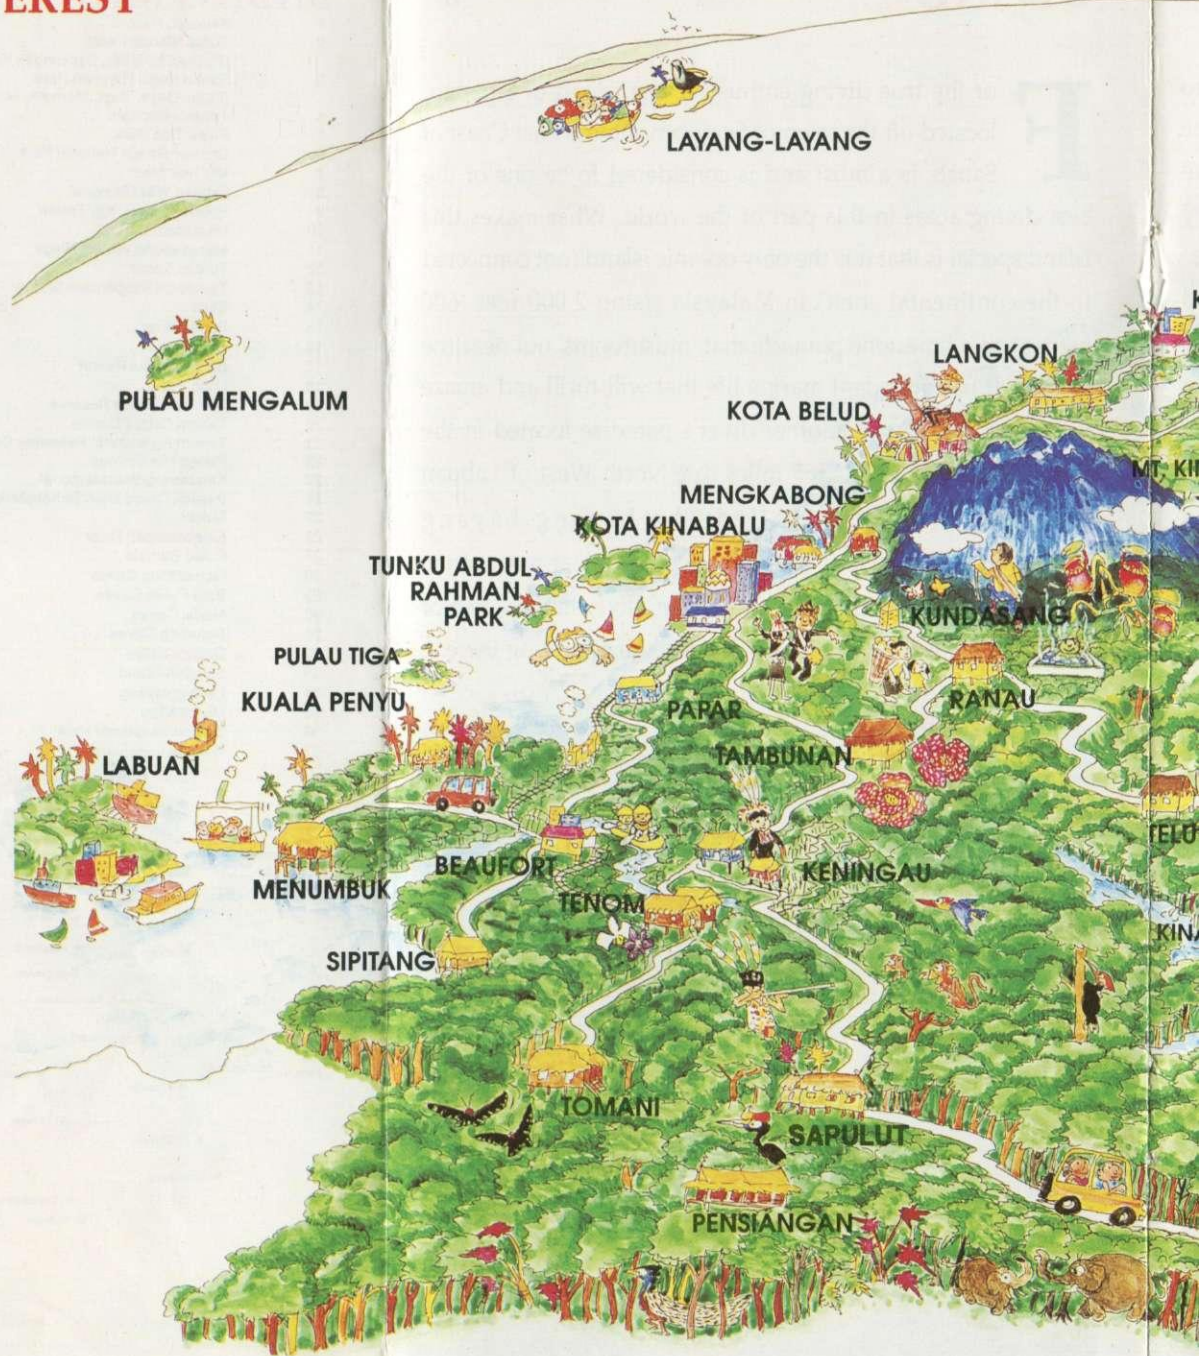 LAYANG-LAYANG
PULAU MENGALUM
LANGKON
KOTA BELUD
MT. KI
MENGKABONG
KOTA KINABALU
TUNKU ABDUL
RAHMAN
PARK
KUNDASANG
PULAU TIGA
KUALA PENYU
PAPAR
RANAU
TAMBUNAN
LABUAN
TELU
BEAUFORT
KENINGAU
MENUMBUK
TENOM
KINA
SIPITANG
TOMANI
SAPULUT
PENSIANGAN